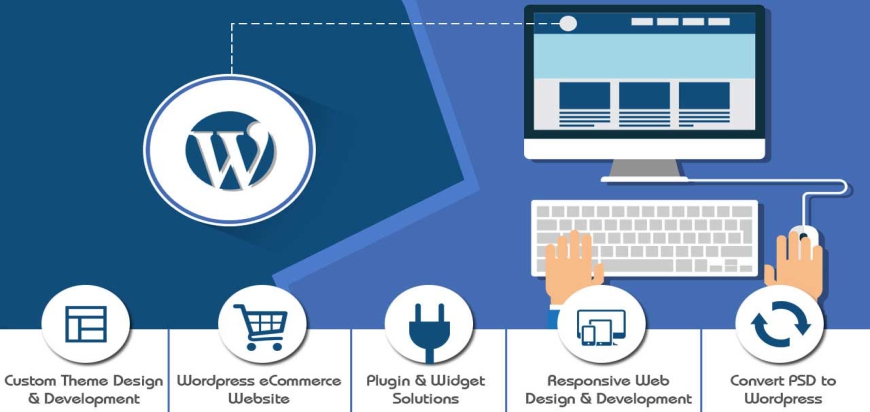 W
Custom Theme Design
& Development
Wordpress eCommerce
Website
Plugin & Widget
Solutions
Responsive Web
Design & Development
Convert PSD to
Wordpress